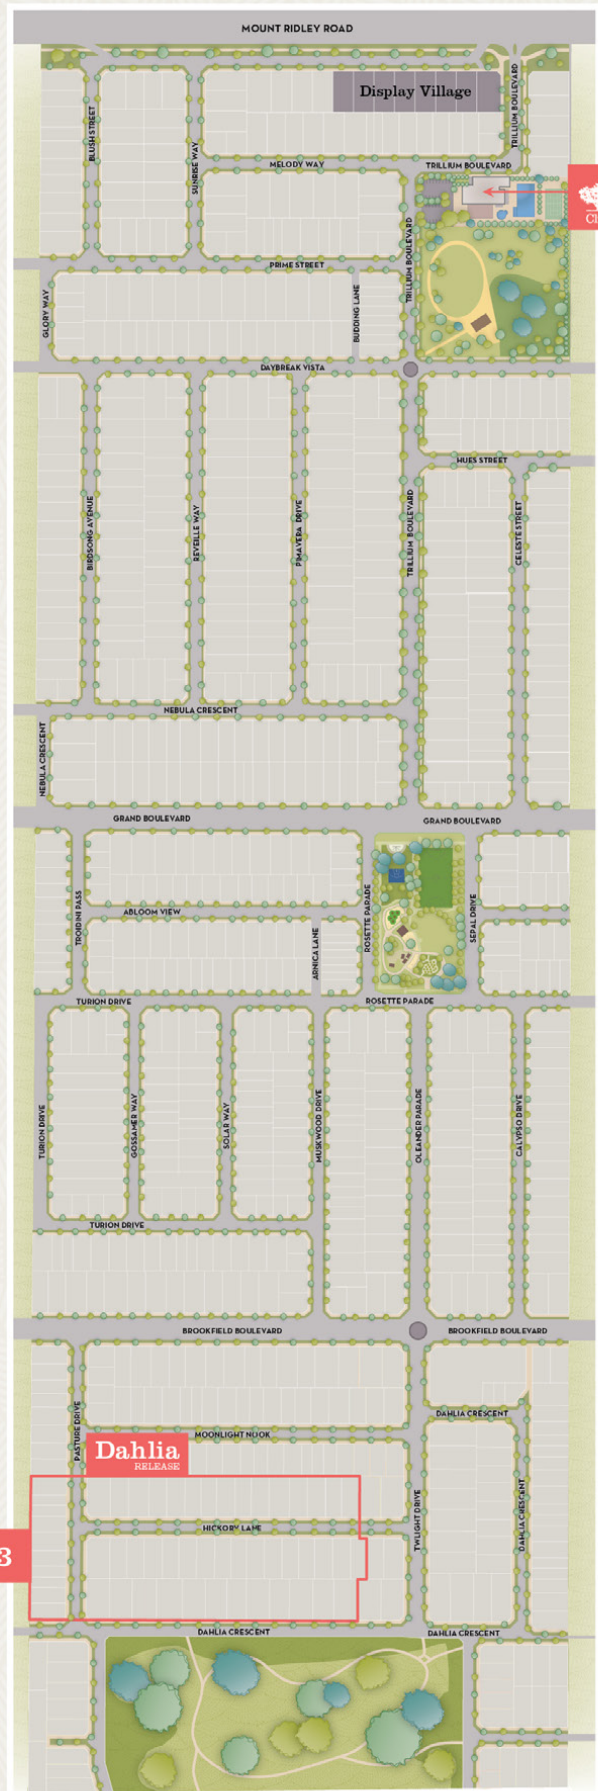 MOUNT RIDLEY ROAD
Display Village
TRILLIUM BOULEVARD
BLUSH STREET
SUNRISE WAY
MELODY WAY
TRILLIUM BOULEVARD
TRILLIUM BOULEVARD
PRIME STREET
GLORY WAY
BUDDING LANE
DAYBREAK VISTA
HUES STREET
BIRDSONG AVENUE
REVEILLE WAY
PIMAVERA DRIVE
TRILLIUM BOULEVARD
CELESTE STREET
NEBULA CRESCENT
NEBULA CRESCENT
GRAND BOULEVARD
GRAND BOULEVARD
TROIDINI PASS
ABLOOM VIEW
ARNICA LANE
ROSETTE PARADE
SEPAL DRIVE
TURION DRIVE
ROSETTE PARADE
TURION DRIVE
GOSSAMER WAY
SOLAR WAY
MUSKWOOD DRIVE
OLEANDER PARADE
CALYPSO DRIVE
TURION DRIVE
BROOKFIELD BOULEVARD
BROOKFIELD BOULEVARD
PASTURE DRIVE
DAHLIA CRESCENT
MOONLIGHT NOOK
Dahlia
RELEASE
HICKORY LANE
TWLIGHT DRIVE
DAHLIA CRESCENT
3
DAHLIA CRESCENT
DAHLIA CRESCENT